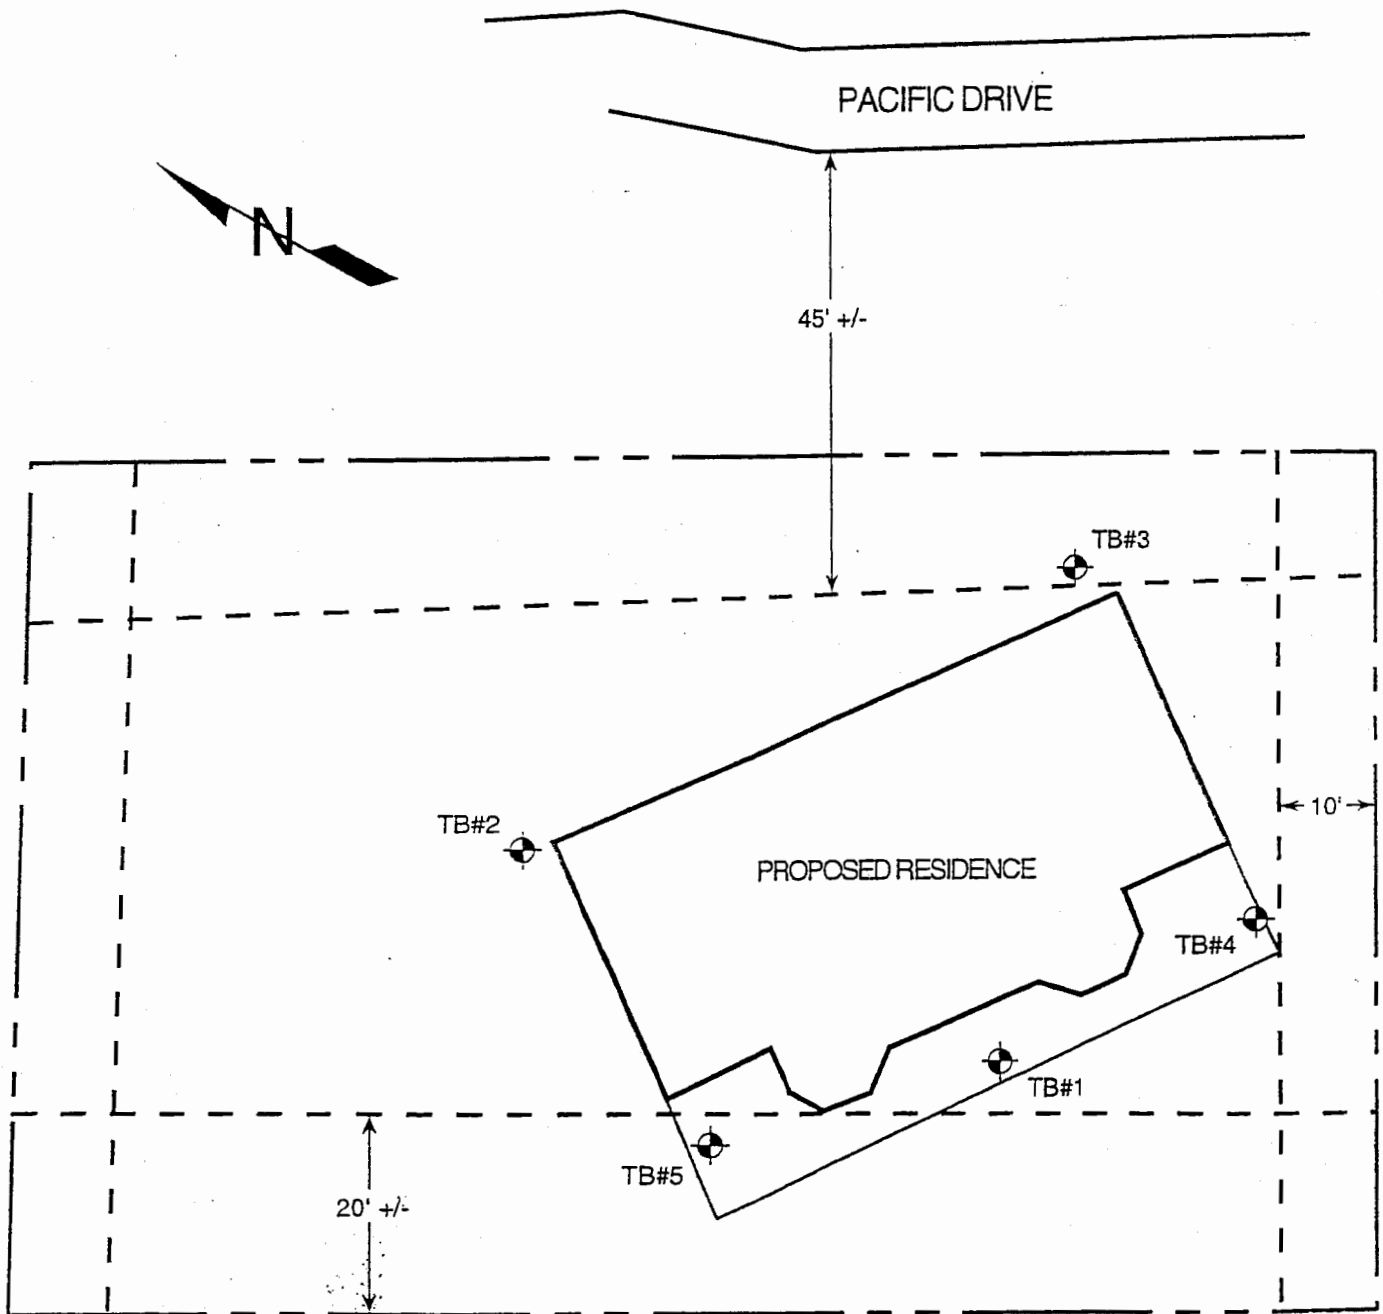 PACIFIC DRIVE
N
45' +/-
TB#3
10'
TB#2
PROPOSED RESIDENCE
TB#4
TB#1
TB#5
20' +/-